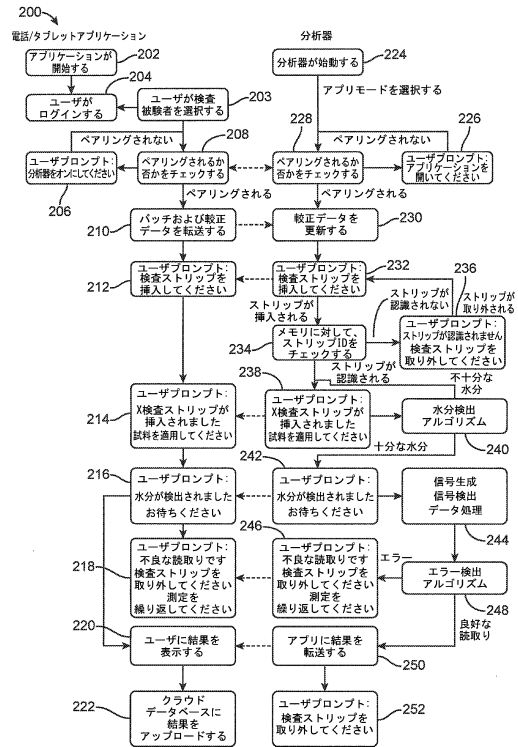 200
電話/タブレットアプリケーション
アプリケーションが
開始する
202
204
ユーザが
ログインする
ユーザが検査
被験者を選択する
203
ペアリングされない
208
ユーザプロンプト:
分析器をオンにしてください
206
ペアリングされるか
否かをチェックする
ペアリングされる
210
バッチおよび較正
データを転送する
212
ユーザプロンプト:
検査ストリップを
挿入してください
214
ユーザプロンプト:
X検査ストリップが
挿入されました
試料を適用してください
216
ユーザプロンプト:
水分が検出されました
お待ちください
218
ユーザプロンプト:
不良な読取りです
検査ストリップを
取り外してください
測定を
繰り返してください
220
ユーザに結果を
表示する
222
クラウド
データベースに
結果を
アップロードする
分析器
分析器が始動する
224
アプリモードを選択する
228
ペアリングされない
226
ペアリングされるか
否かをチェックする
ユーザプロンプト:
アプリケーションを
開いてください
ペアリングされる
較正データを
更新する
230
ユーザプロンプト:
検査ストリップを
挿入してください
232
236
ストリップが
取り外される
ストリップが
挿入される
ストリップが
認識されない
234
メモリに対して、
ストリップIDを
チェックする
ユーザプロンプト:
ストリップが認識されません
検査ストリップを
取り外してください
ストリップが
認識される
238
不十分な
水分
ユーザプロンプト:
X検査ストリップが
挿入されました
試料を適用してください
水分検出
アルゴリズム
240
十分な水分
242
ユーザプロンプト:
水分が検出されました
お待ちください
信号生成
信号検出
データ処理
244
246
ユーザプロンプト:
不良な読取りです
検査ストリップを
取り外してください
測定を
繰り返してください
エラー
エラー検出
アルゴリズム
248
良好な
読取り
アプリに結果を
転送する
250
ユーザプロンプト:
検査ストリップを
取り外してください
252